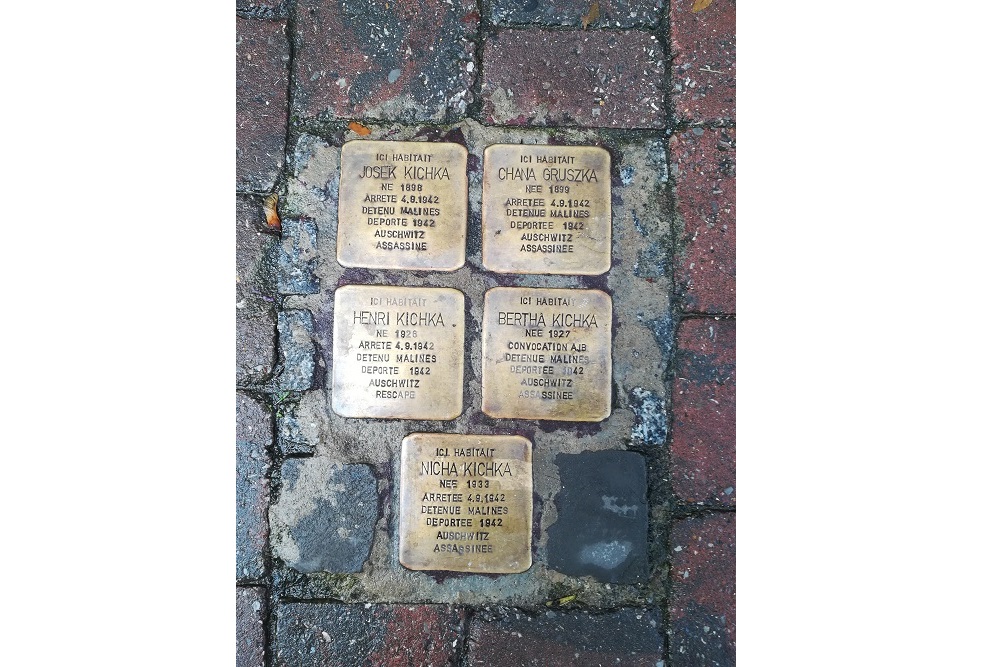 ICI HABITAIT
JOSEK KICHKA
NE 1898
ARRETE 4.9.1942
DETENU MALINES
DEPORTE 1942
AUSCHWITZ
ASSASSINE
ICI HABITAIT
CHANA GRUSZKA
NEE 1899
ARRETEE 4.9.1942
DETENUE MALINES
DEPORTEE 1942
AUSCHWITZ
ASSASSINEE
ICI HABITAIT
HENRI KICHKA
NE 1926
ARRETE 4.9.1942
DETENU MALINES
DEPORTE 1942
AUSCHWITZ
RESCAPE
ICI HABITAIT
BERTHA KICHKA
NEE 1927
CONVOCATION AJB
DETENUE MALINES
DEPORTEE 1942
AUSCHWITZ
ASSASSINEE
ICI HABITAIT
NICHA KICHKA
NEE 1933
ARRETEE 4.9.1942
DETENUE MALINES
DEPORTEE 1942
AUSCHWITZ
ASSASSINEE